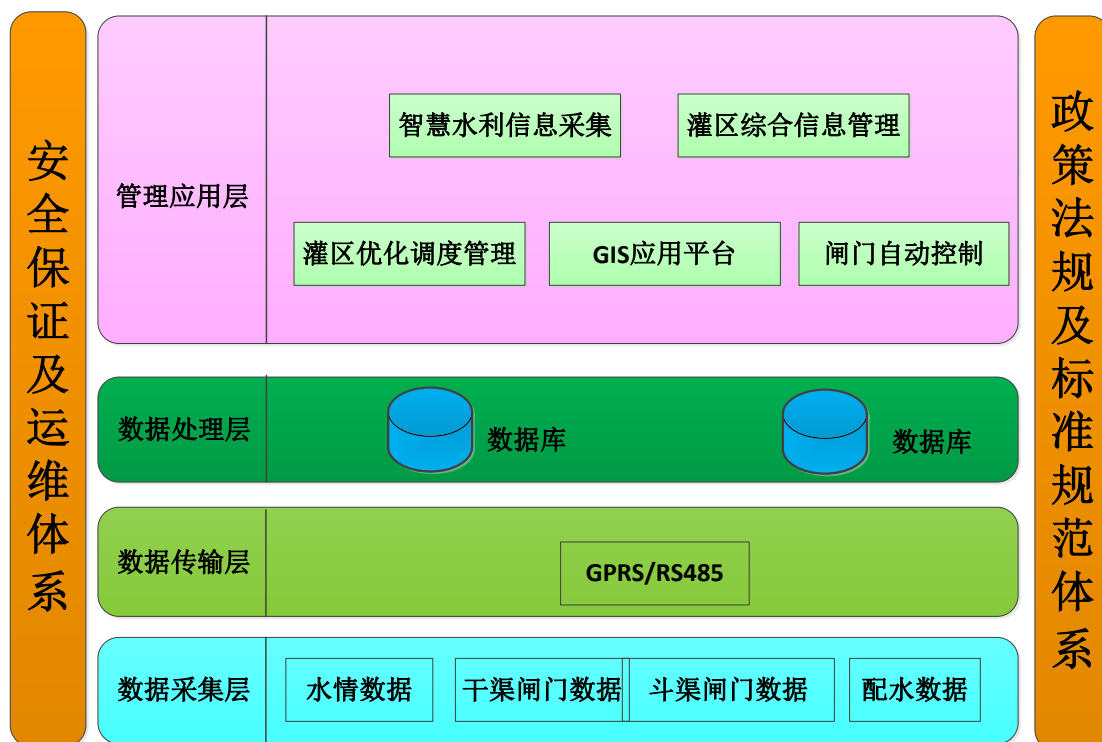 安全保证及运维体系
管理应用层
智慧水利信息采集
灌区综合信息管理
灌区优化调度管理
GIS应用平台
闸门自动控制
数据处理层
数据库
数据库
数据传输层
GPRS/RS485
数据采集层
水情数据
干渠闸门数据
斗渠闸门数据
配水数据
政策法规及标准规范体系